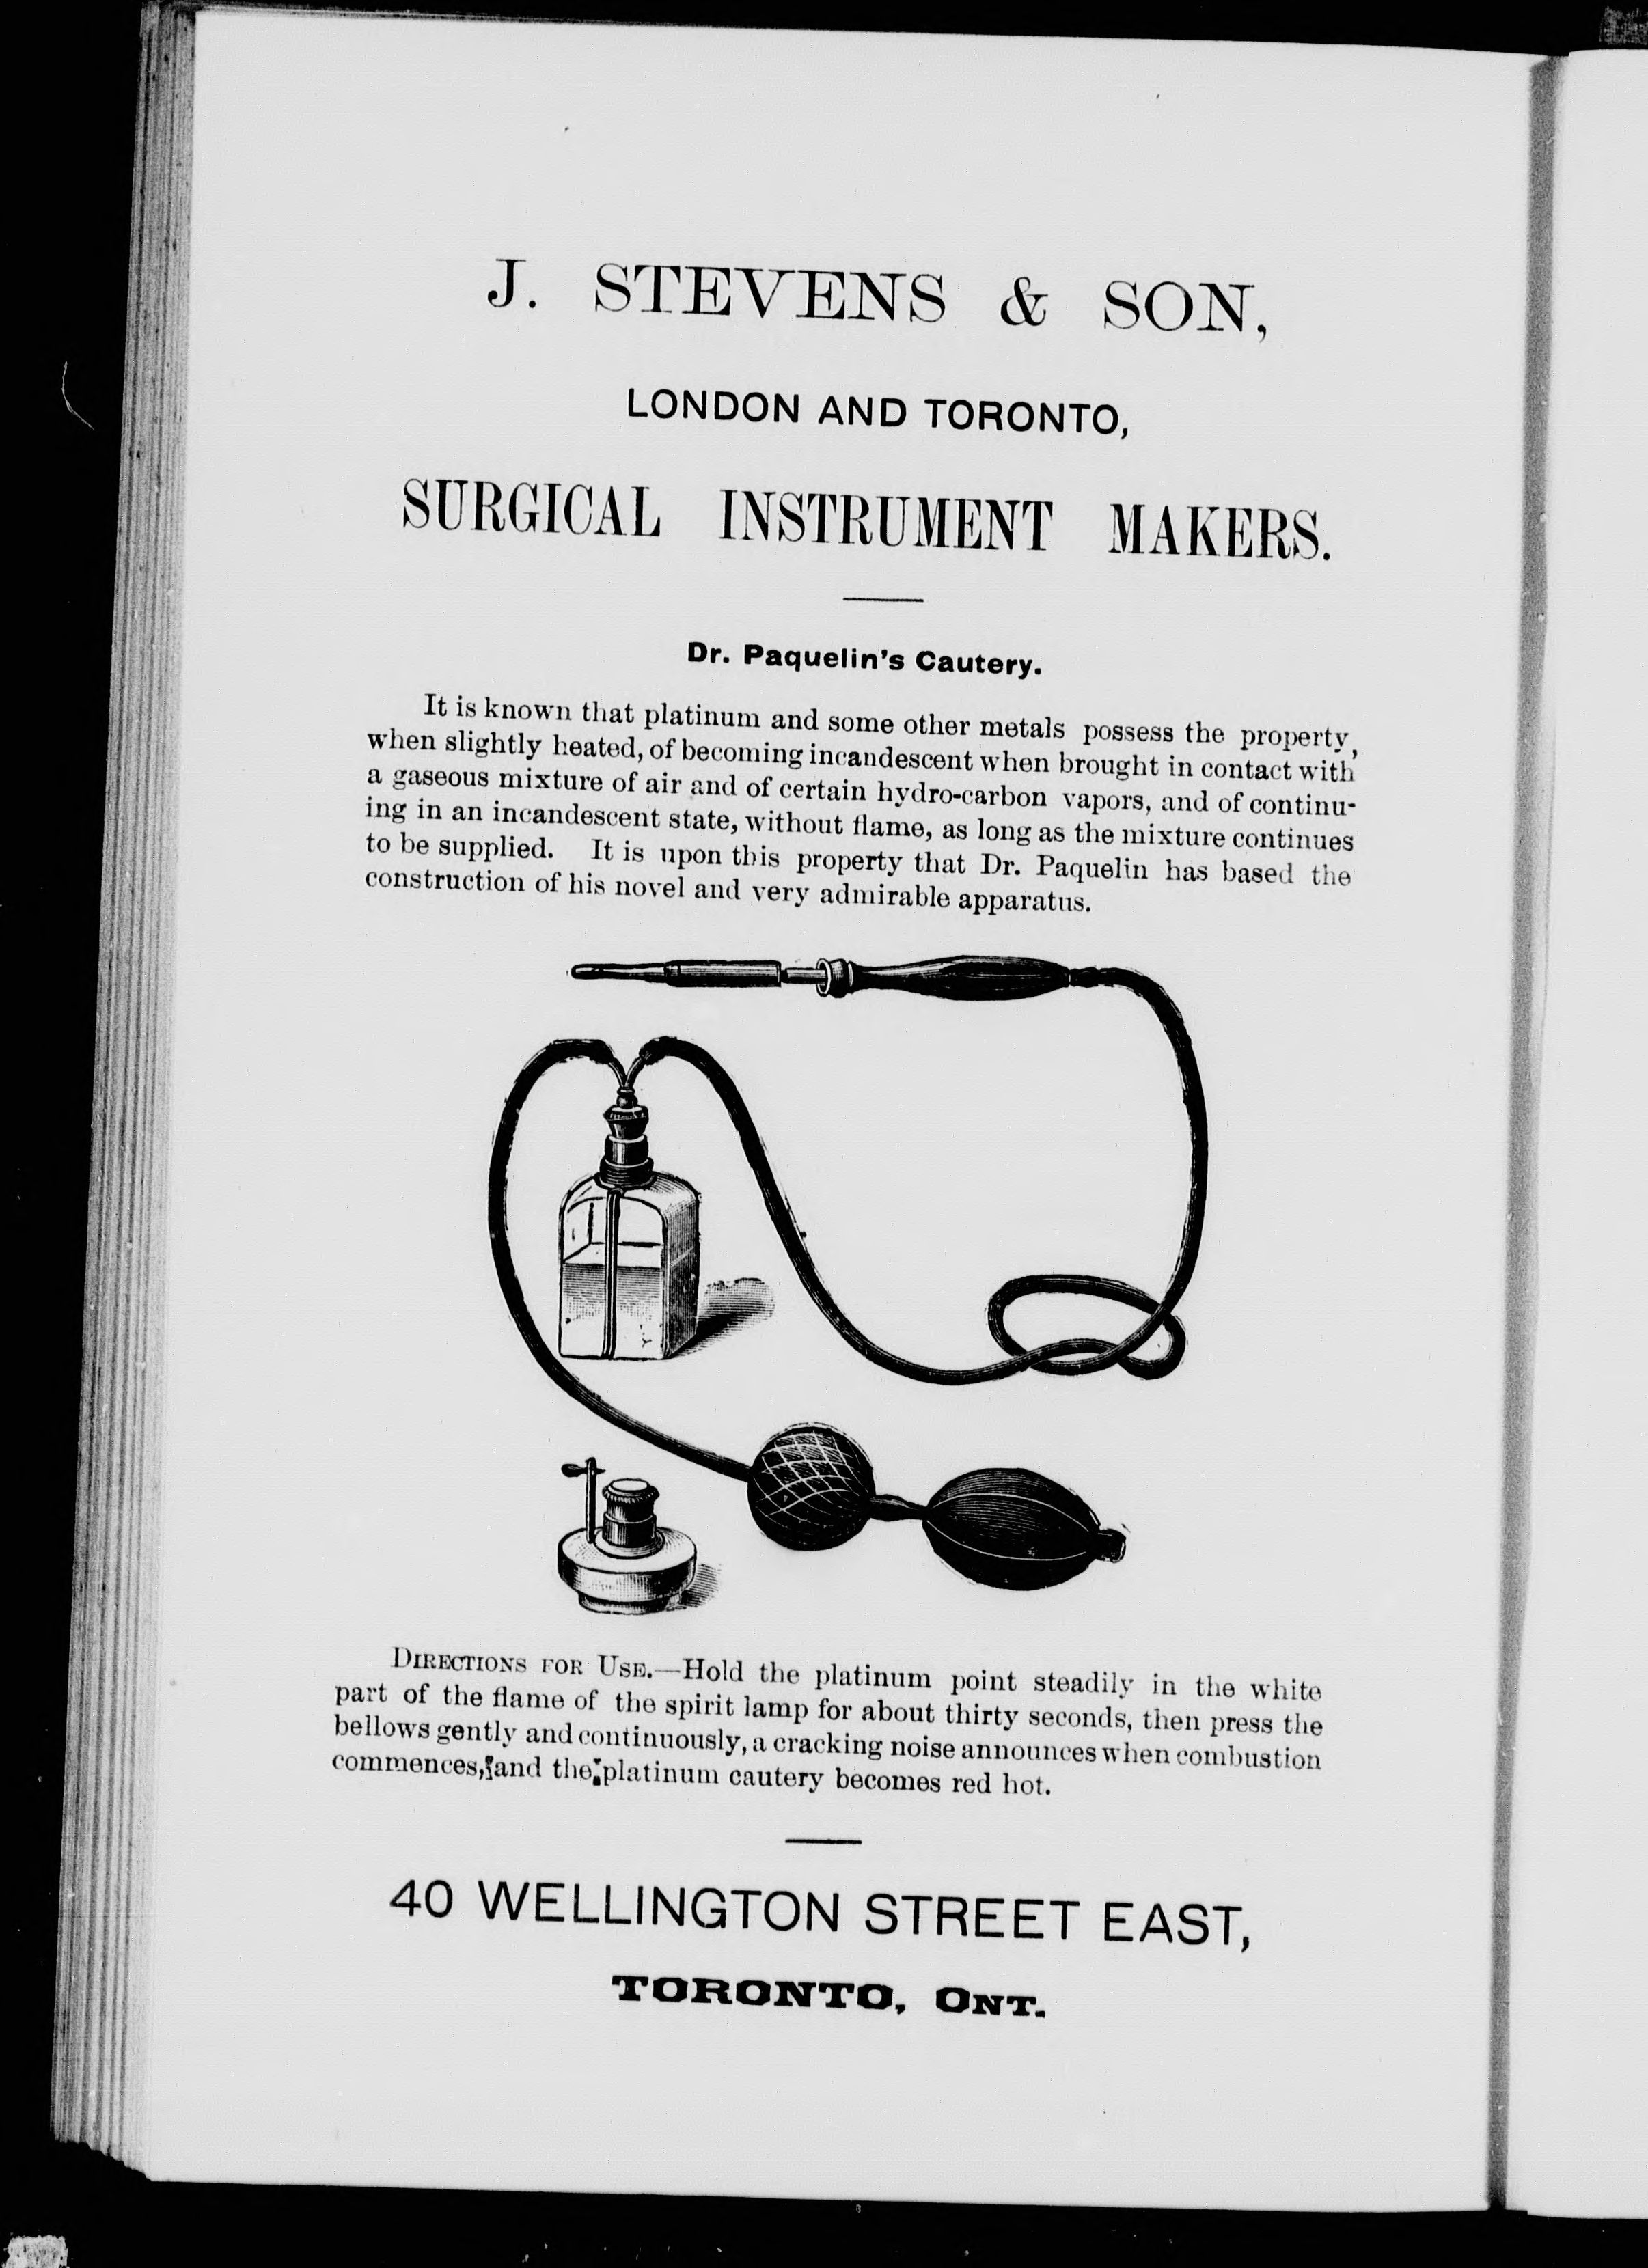 J. STEVENS & SON,
LONDON AND TORONTO,
SURGICAL INSTRUMENT MAKERS.
Dr. Paquelin's Cautery.
It is known that platinum and some other metals possess the property,
when slightly heated, of becoming incandescent when brought in contact with
a gaseous mixture of air and of certain hydro-carbon vapors, and of continu-
ing in an incandescent state, without flame, as long as the mixture continues
to be supplied. It is upon this property that Dr. Paquelin has based the
construction of his novel and very admirable apparatus.
DIRECTIONS FOR USE.—Hold the platinum point steadily in the white
part of the flame of the spirit lamp for about thirty seconds, then press the
bellows gently and continuously, a cracking noise announces when combustion
commences, and the platinum cautery becomes red hot.
40 WELLINGTON STREET EAST,
TORONTO, ONT.